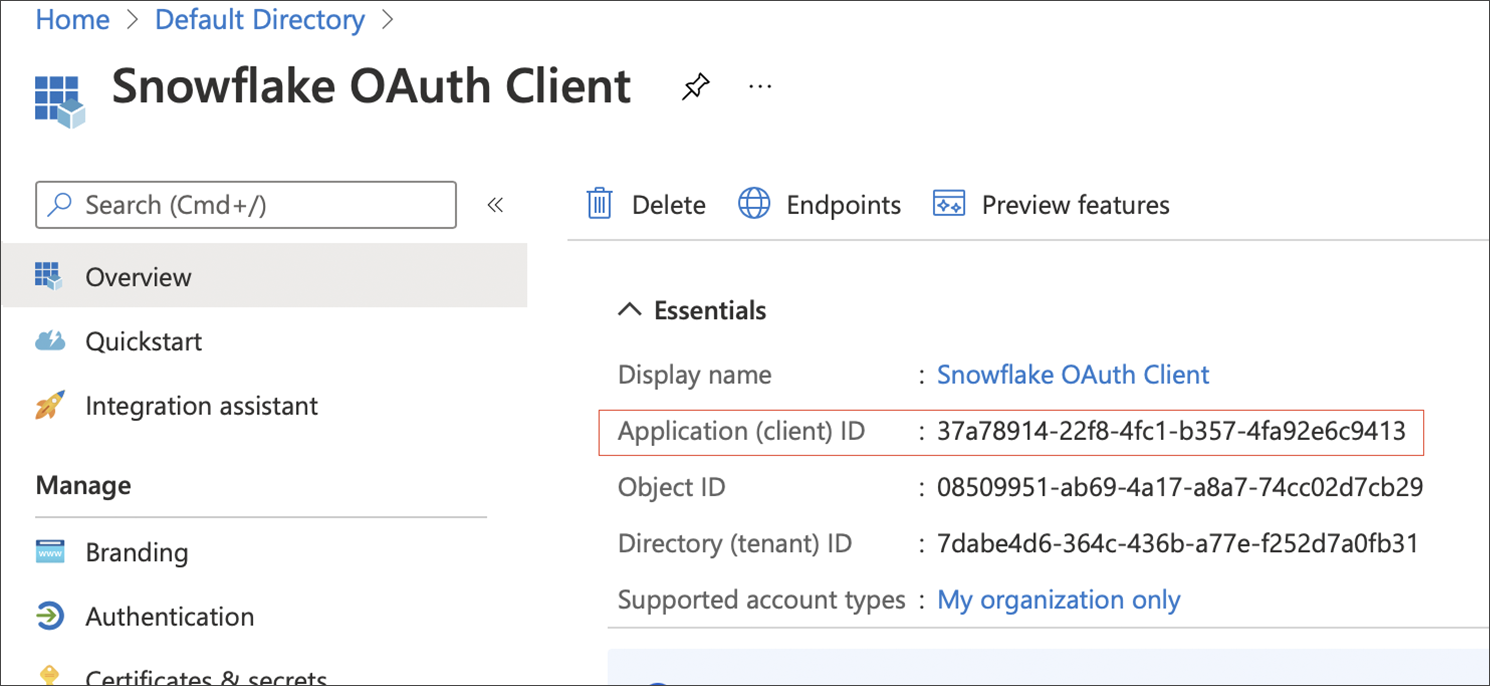 Home > Default Directory >
Snowflake OAuth Client ...
Search (Cmd+/) «
Delete Endpoints Preview features
Overview
Quickstart
Integration assistant
Manage
Branding
Authentication
Certificates & secrets
Essentials
Display name : Snowflake OAuth Client
Application (client) ID : 37a78914-22f8-4fc1-b357-4fa92e6c9413
Object ID : 08509951-ab69-4a17-a8a7-74cc02d7cb29
Directory (tenant) ID : 7dabe4d6-364c-436b-a77e-f252d7a0fb31
Supported account types : My organization only